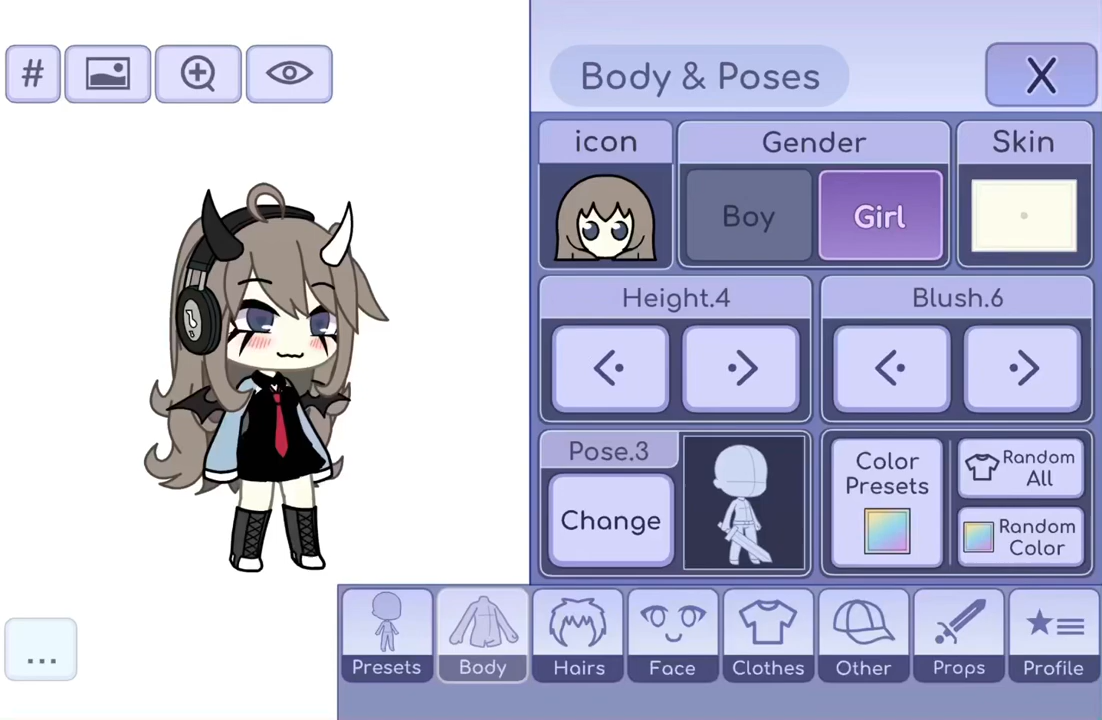 #
Body & Poses
X
icon
Gender
Skin
Boy
Girl
Height.4
Blush.6
Pose.3
Change
Color
Presets
Random
All
Random
Color
...
Presets
Body
Hairs
Face
Clothes
Other
Props
Profile